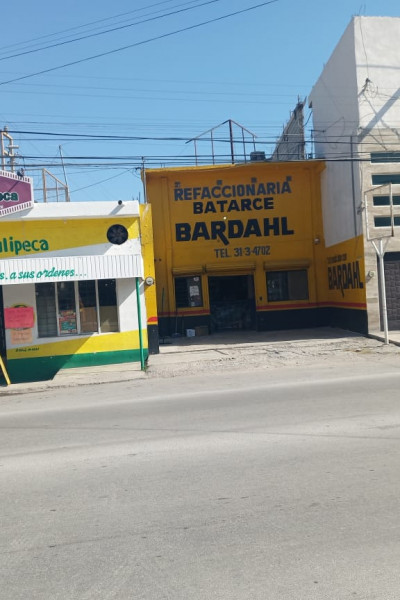 REFACCIONARIA
BATARCE
BARDAHL
TEL. 31-3-4702
BARDAHL
lipeca
a sus ordenes....